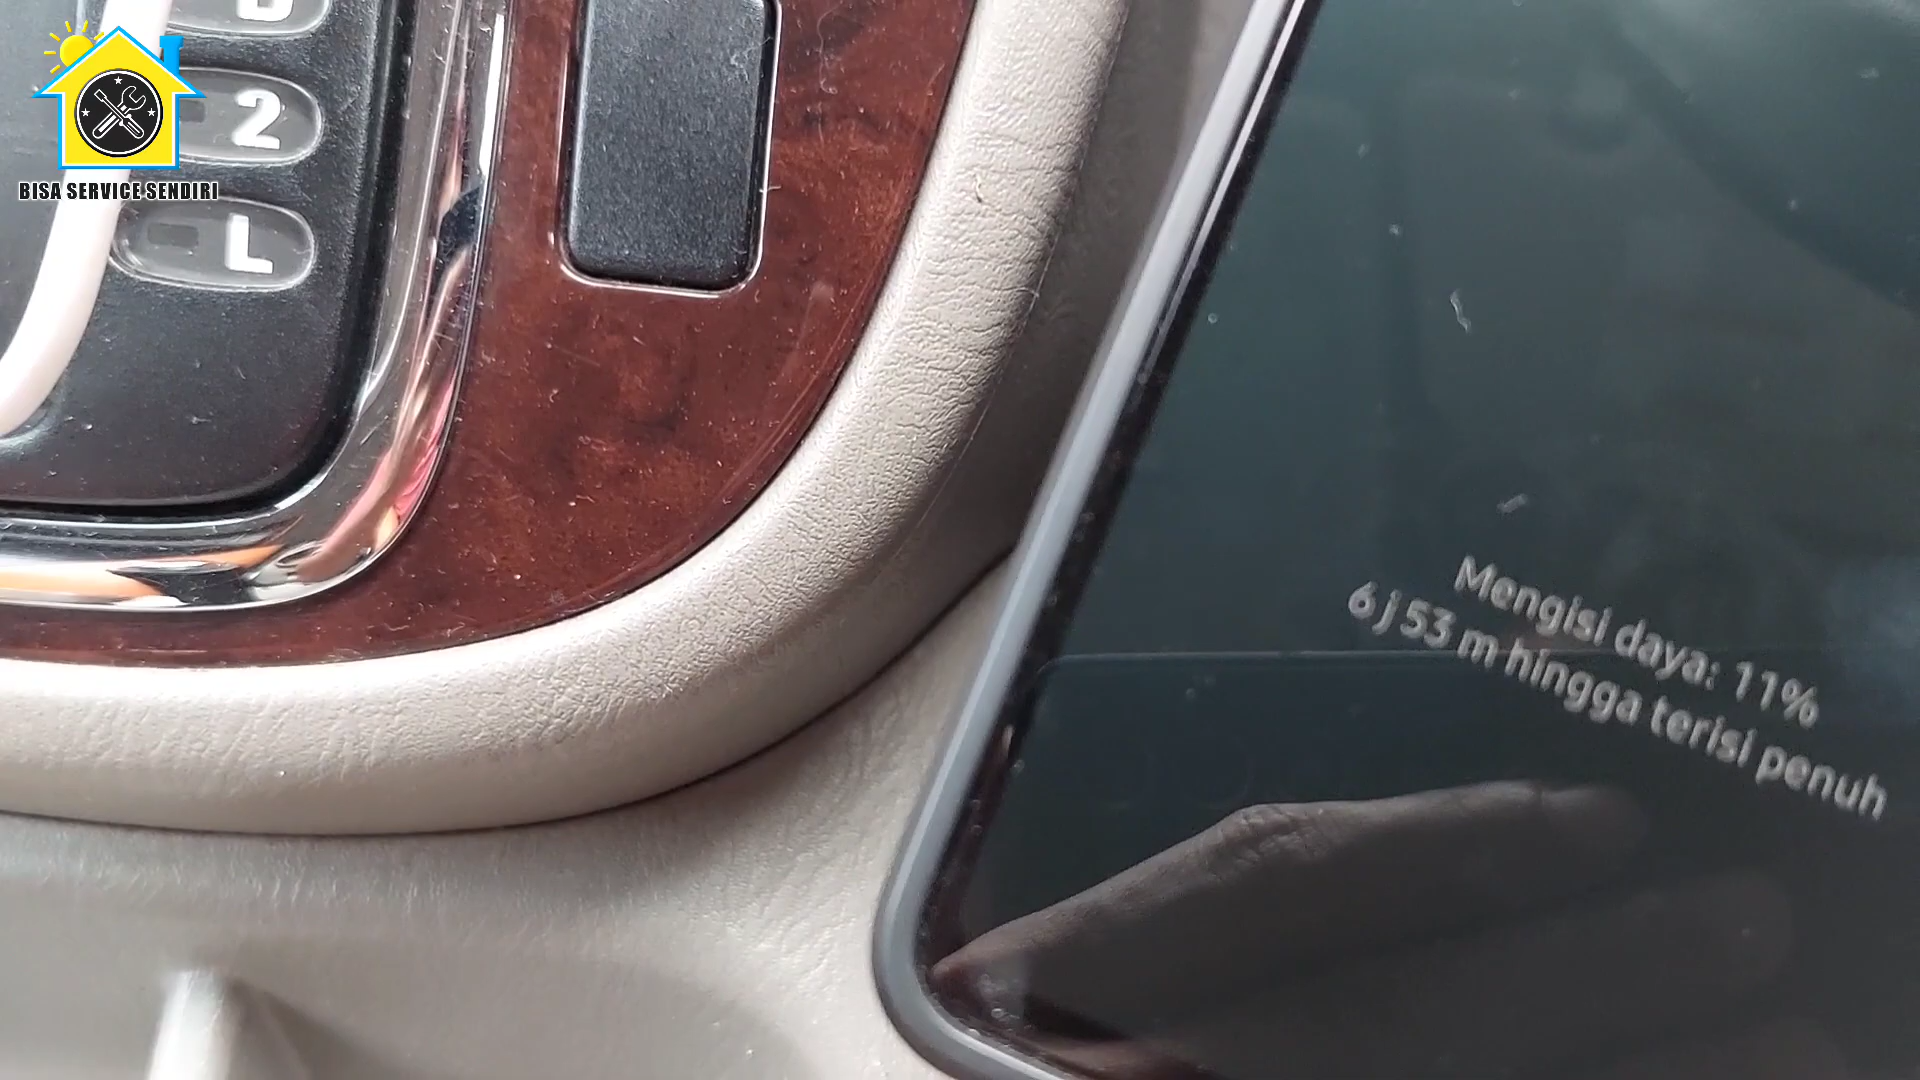 2
L
BISA SERVICE SENDIRI
Mengisi daya: 11%
6 j 53 m hingga terisi penuh